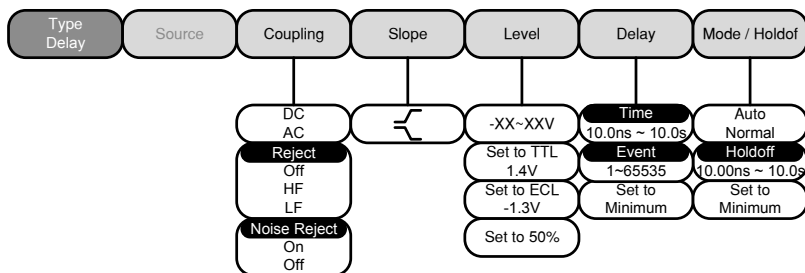 Type
Delay
Source
Coupling
Slope
Level
Delay
Mode / Holdof
DC
AC
Reject
Off
HF
LF
Noise Reject
On
Off
-XX~XXV
Set to TTL
1.4V
Set to ECL
-1.3V
Set to 50%
Time
10.0ns ~ 10.0s
Event
1~65535
Set to
Minimum
Auto
Normal
Holdoff
10.00ns ~ 10.0s
Set to
Minimum